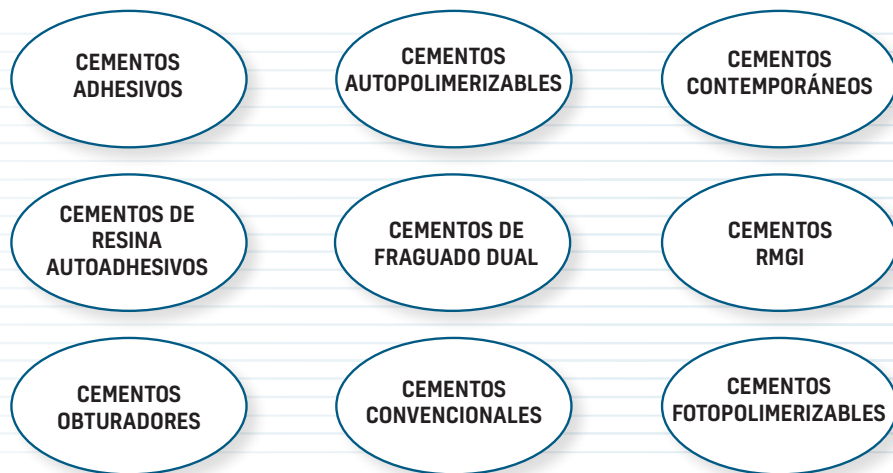 CEMENTOS
ADHESIVOS
CEMENTOS
AUTOPOLIMERIZABLES
CEMENTOS
CONTEMPORÁNEOS
CEMENTOS DE
RESINA
AUTOADHESIVOS
CEMENTOS DE
FRAGUADO DUAL
CEMENTOS
RMGI
CEMENTOS
OBTURADORES
CEMENTOS
CONVENCIONALES
CEMENTOS
FOTOPOLIMERIZABLES